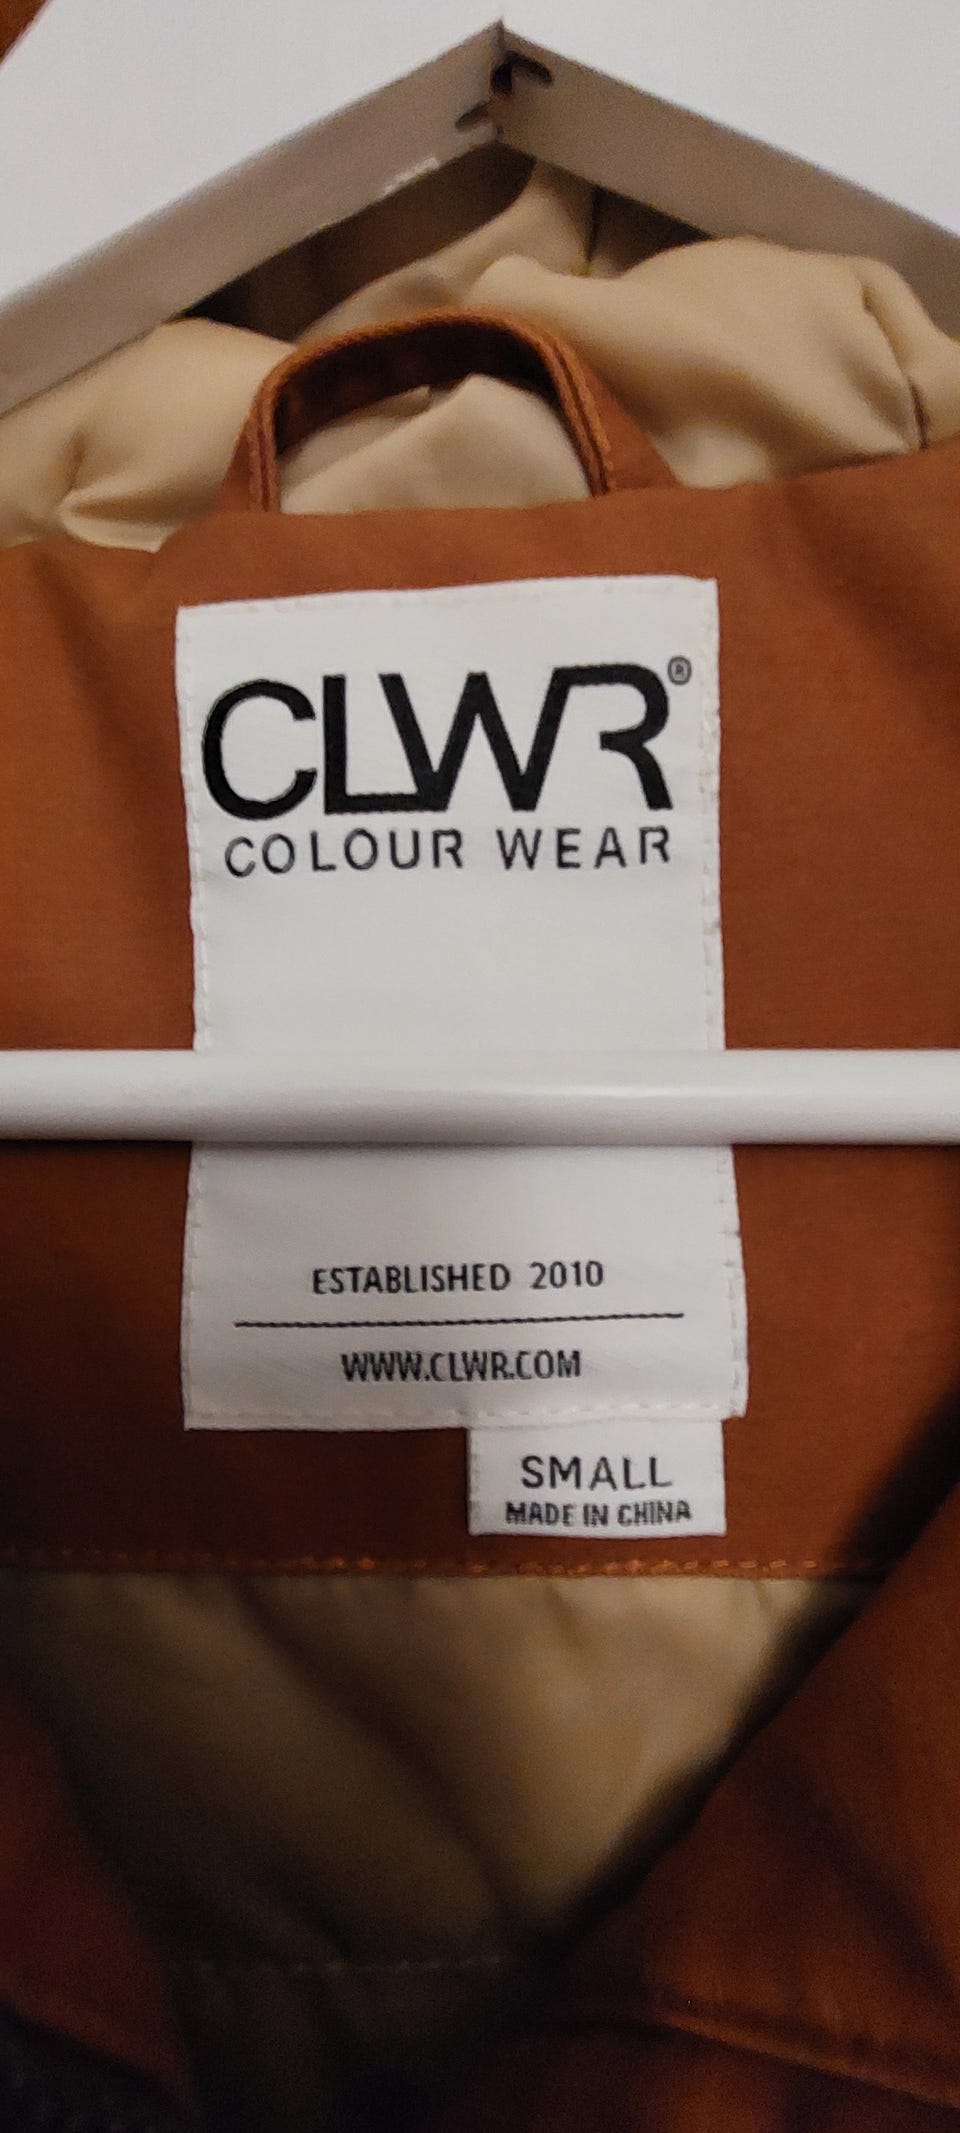 CLWR®
COLOUR WEAR
ESTABLISHED 2010
WWW.CLWR.COM
SMALL
MADE IN CHINA